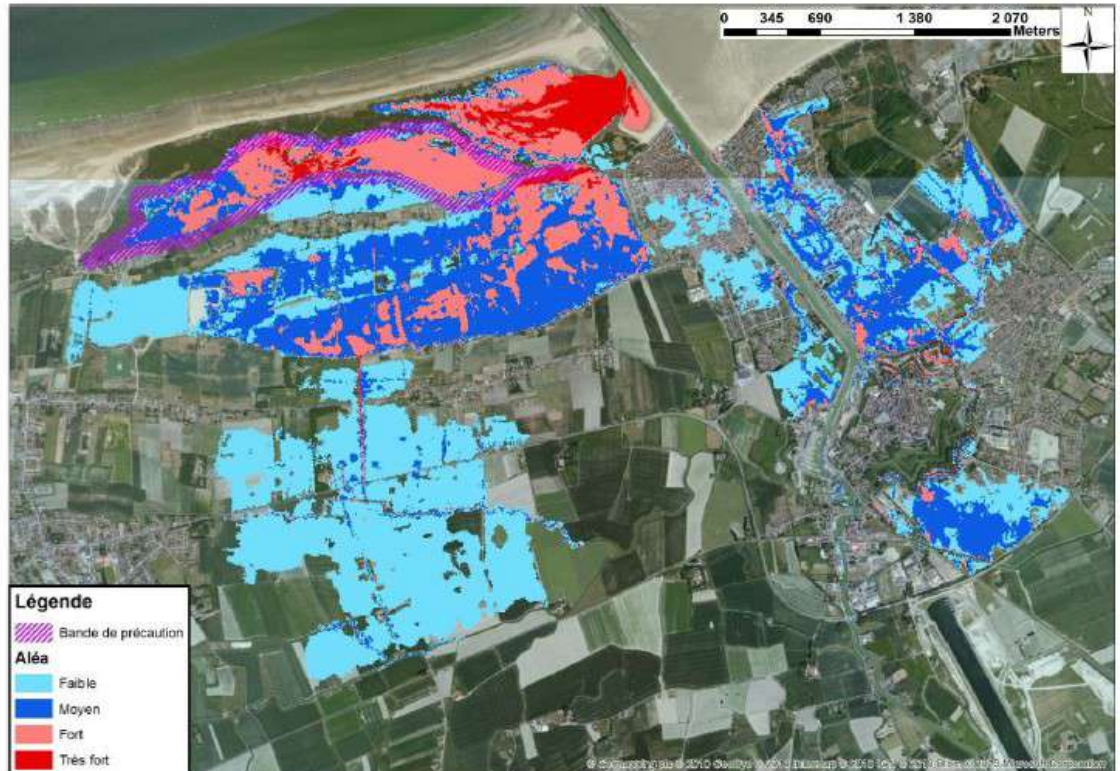 0 345 690 1 380 2 070
Meters
N
Légende
Bande de précaution
Aléa
Faible
Moyen
Fort
Très fort